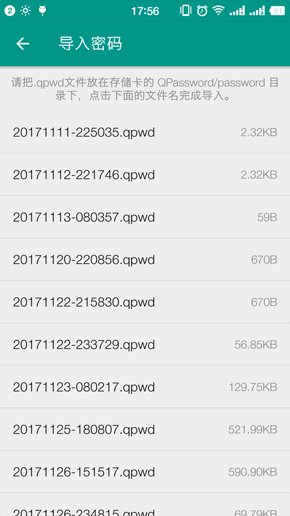 2 17:56 91
导入密码
请把.qpwd文件放在存储卡的 QPassword/password 目
录下，点击下面的文件名完成导入。
20171111-225035.qpwd 2.32KB
20171112-221746.qpwd 2.32KB
20171113-080357.qpwd 59B
20171120-220856.qpwd 670B
20171122-215830.qpwd 670B
20171122-233729.qpwd 56.85KB
20171123-080217.qpwd 129.75KB
20171125-180807.qpwd 521.99KB
20171126-151517.qpwd 590.90KB
20171126-234815.qpwd 69.79KB